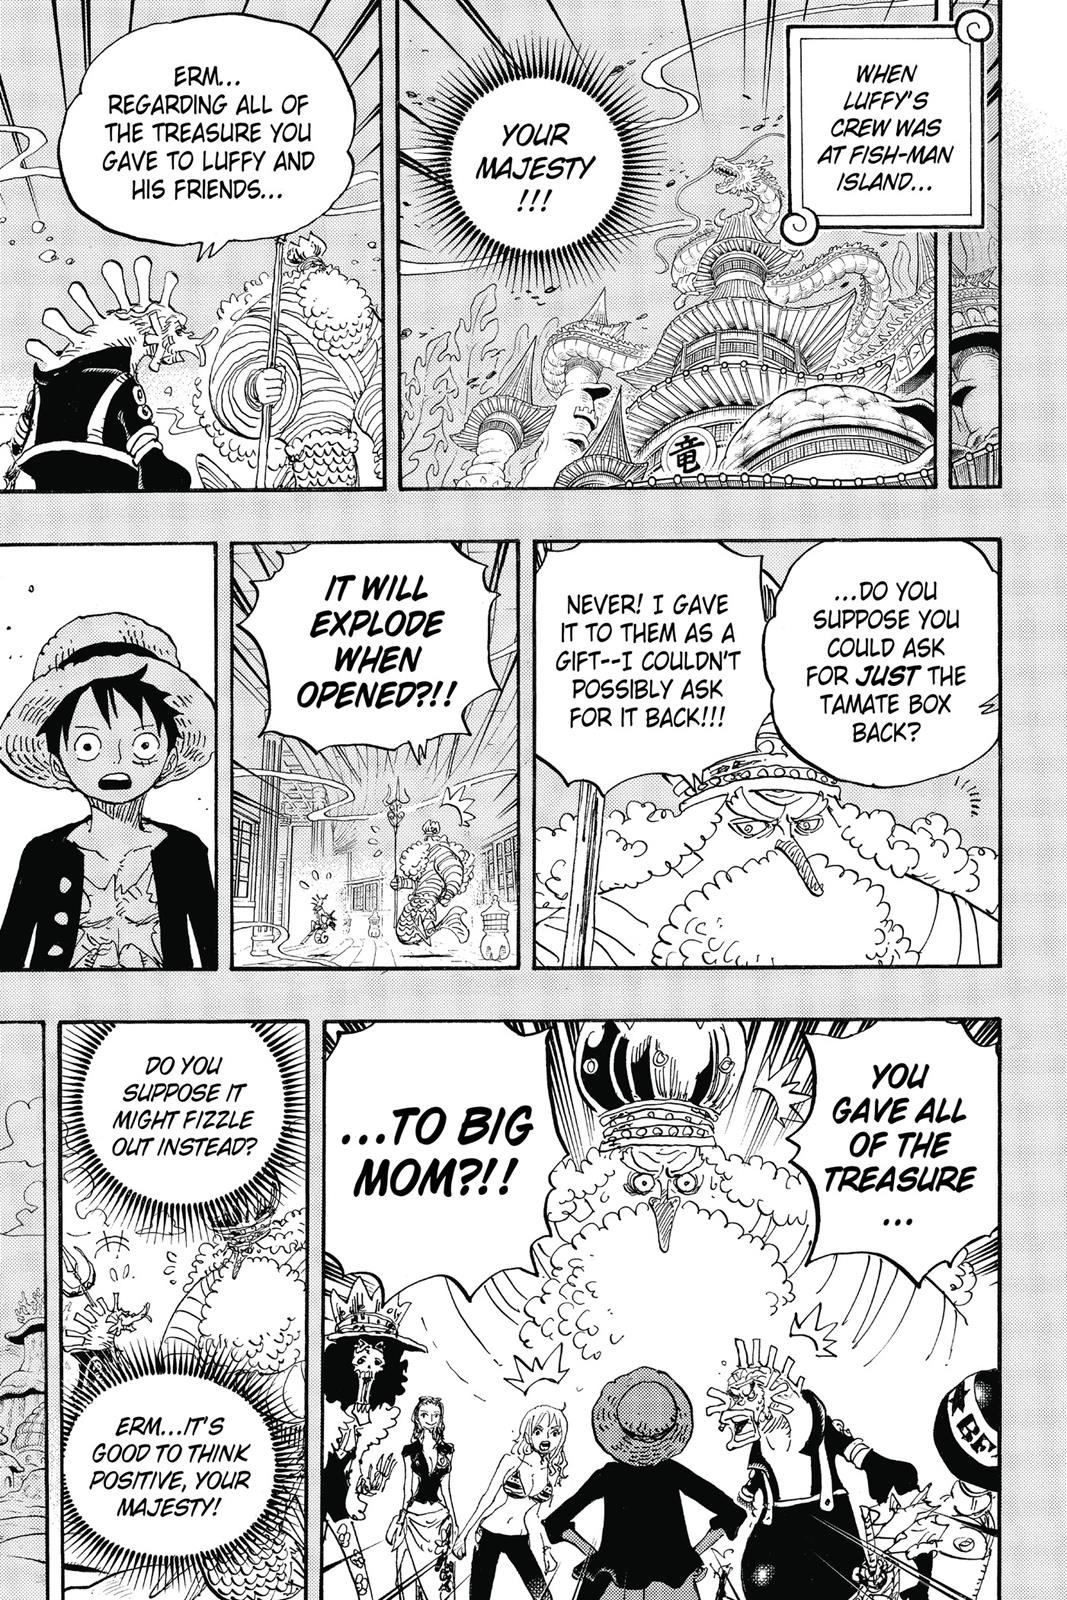 WHEN
LUFFY'S
CREW WAS
AT FISH-MAN
ISLAND...
YOUR
MAJESTY
!!!
竜
ERM...
REGARDING ALL OF
THE TREASURE YOU
GAVE TO LUFFY AND
HIS FRIENDS...
...DO YOU
SUPPOSE YOU
COULD ASK
FOR JUST THE
TAMATE BOX
BACK?
NEVER! I GAVE
IT TO THEM AS A
GIFT--I COULDN'T
POSSIBLY ASK
FOR IT BACK!!!
IT WILL
EXPLODE
WHEN
OPENED?!!
YOU
GAVE ALL
OF THE
TREASURE
...
...TO BIG
MOM?!!
BF
DO YOU
SUPPOSE IT
MIGHT FIZZLE
OUT INSTEAD?
ERM...IT'S
GOOD TO THINK
POSITIVE, YOUR
MAJESTY!